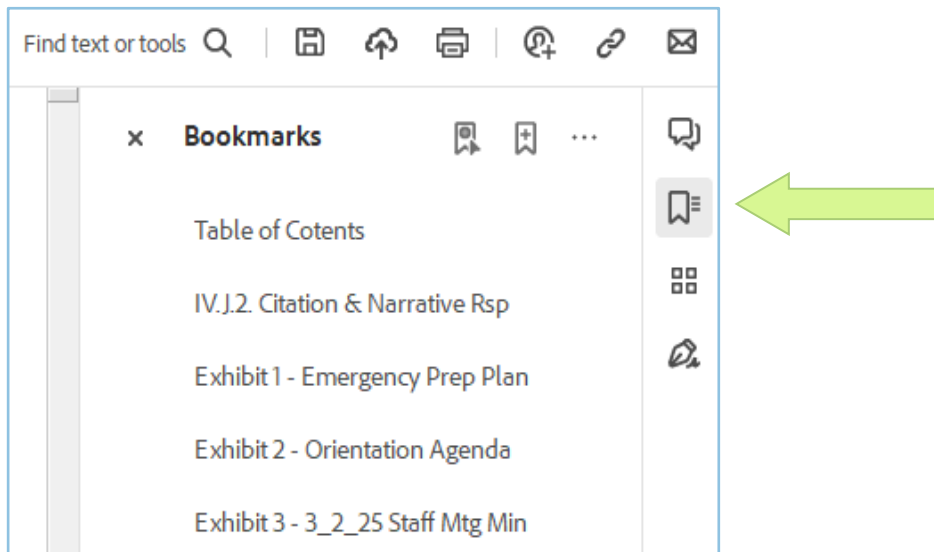 Find text or tools
Bookmarks
Table of Cotents
IV.J.2. Citation & Narrative Rsp
Exhibit 1 - Emergency Prep Plan
Exhibit 2 - Orientation Agenda
Exhibit 3 - 3_2_25 Staff Mtg Min